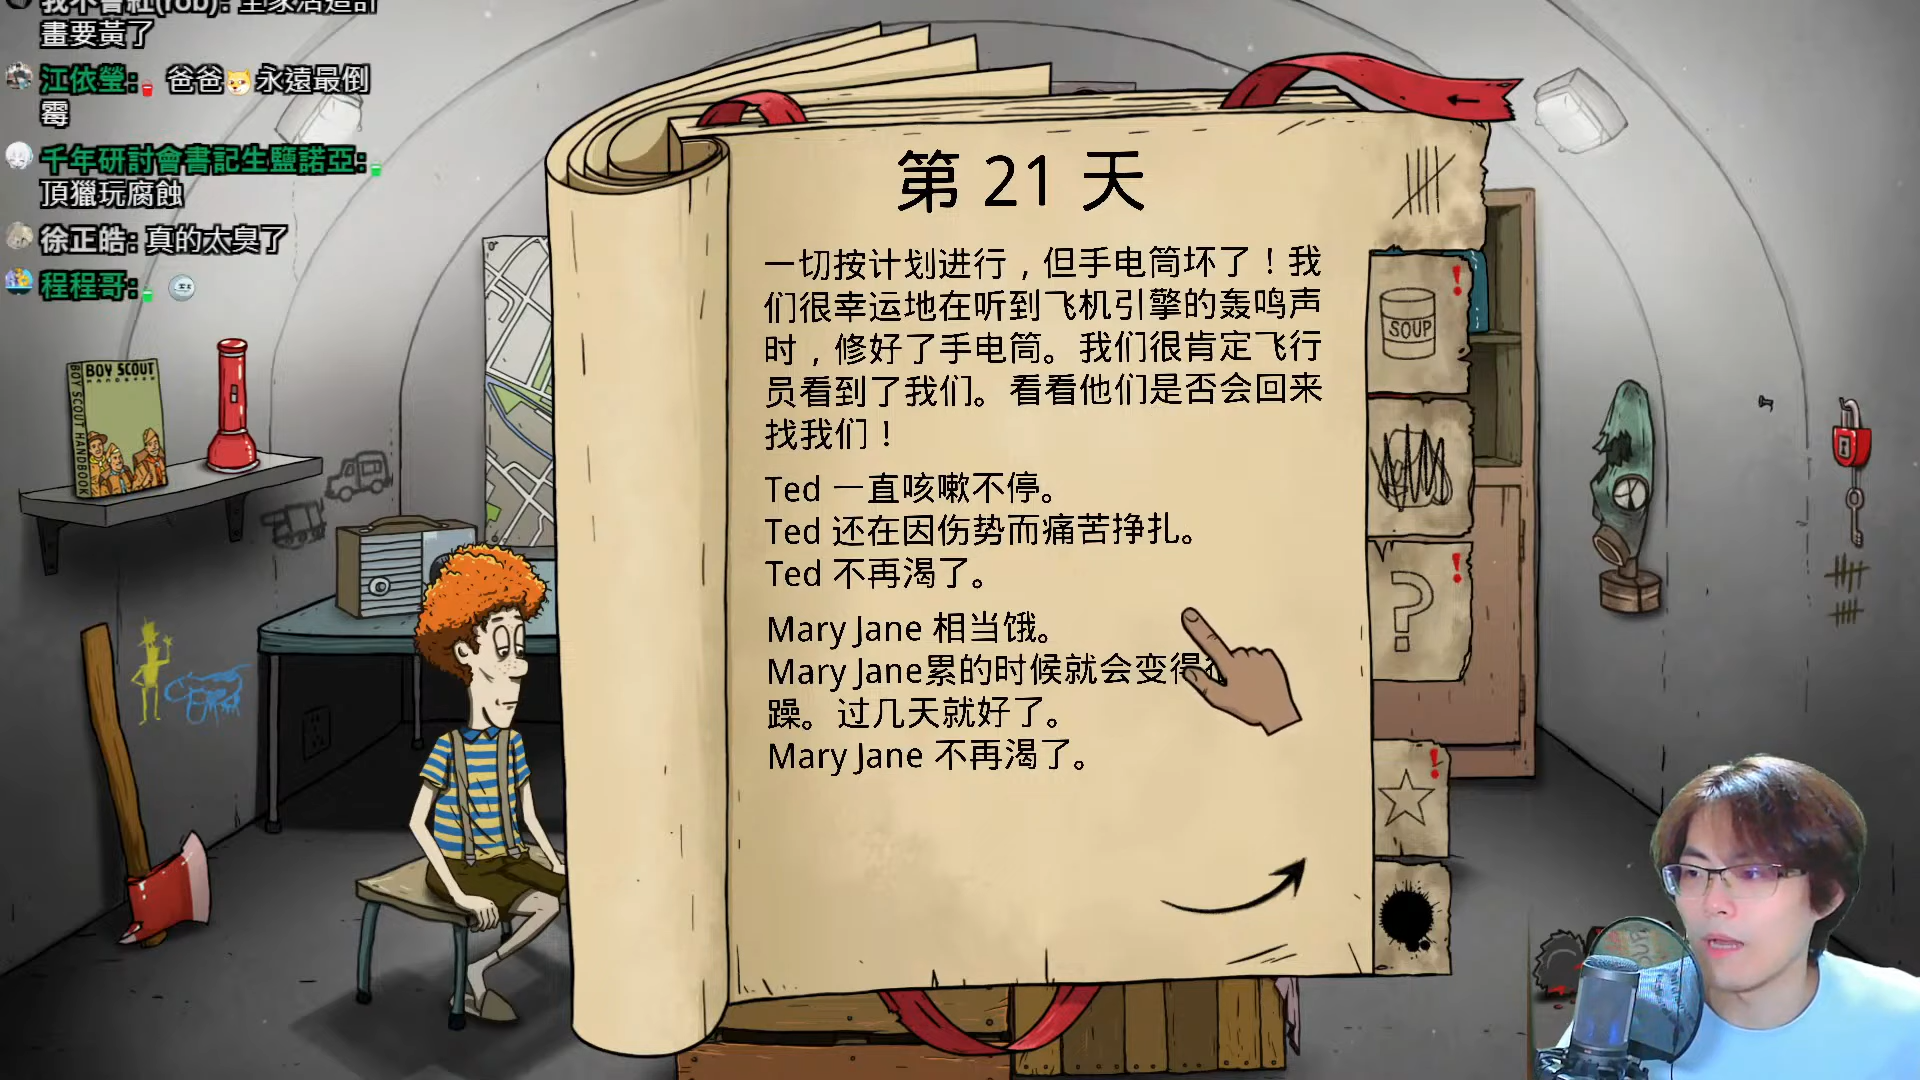 畫要黃了
江依瑩: 爸爸永遠最倒
霉
千年研討會書記生鹽諾亞:
頂獵玩腐蝕
徐正皓: 真的太臭了
程程哥:
BOY SCOUT
HANDBOOK
BOY SCOUT HANDBOOK
第 21 天
一切按计划进行，但手电筒坏了！我
们很幸运地在听到飞机引擎的轰鸣声
时，修好了手电筒。我们很肯定飞行
员看到了我们。看看他们是否会回来
找我们！
Ted 一直咳嗽不停。
Ted 还在因伤势而痛苦挣扎。
Ted 不再渴了。
Mary Jane 相当饿。
Mary Jane累的时候就会变得
躁。过几天就好了。
Mary Jane 不再渴了。
!
SOUP
!
?
!